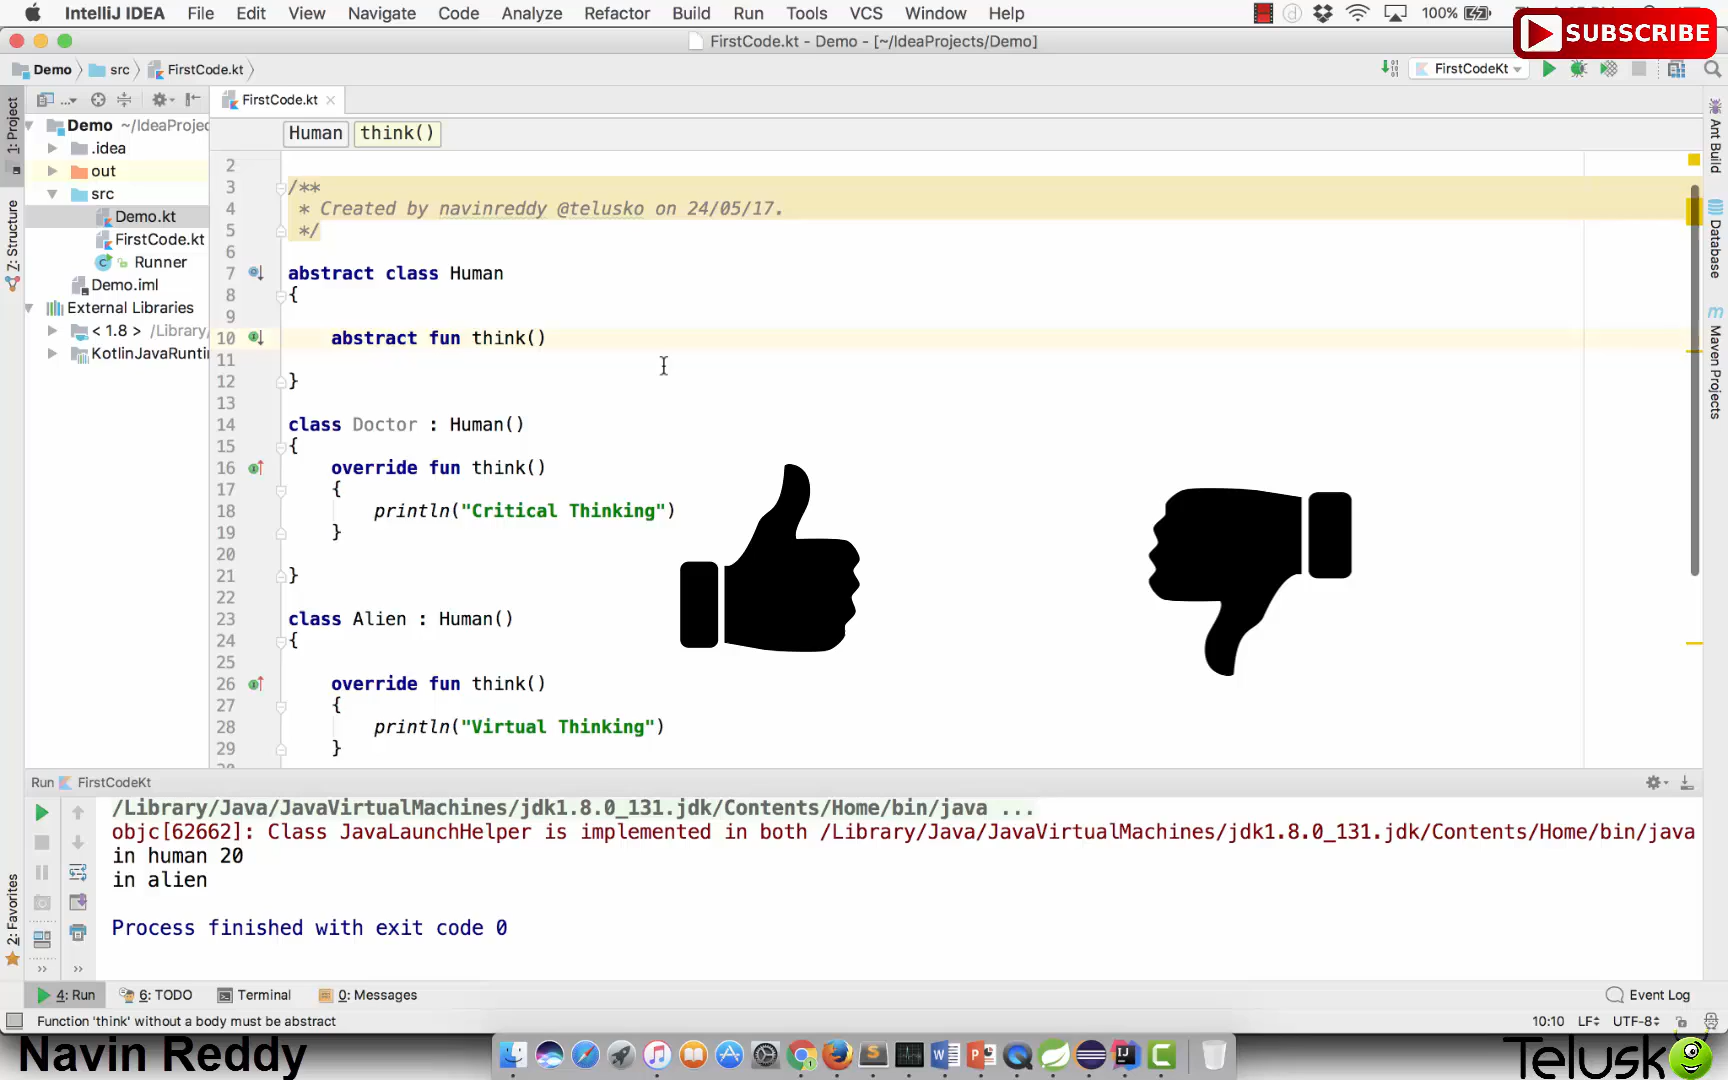 IntelliJ IDEA File Edit View Navigate Code Analyze Refactor Build Run Tools VCS Window Help 100%
SUBSCRIBE
FirstCode.kt - Demo - [~/IdeaProjects/Demo]
Demo src FirstCode.kt FirstCodeKt
FirstCode.kt
Human think()
1: Project
Z: Structure
2: Favorites
Demo ~/IdeaProjec
.idea
out
src
Demo.kt
FirstCode.kt
Runner
Demo.iml
External Libraries
< 1.8 > /Library/
KotlinJavaRunti
2
3 /**
4 * Created by navinreddy @telusko on 24/05/17.
5 */
6
7 abstract class Human
8 {
9
10 abstract fun think()
11
12 }
13
14 class Doctor : Human()
15 {
16 override fun think()
17 {
18 println("Critical Thinking")
19 }
20
21 }
22
23 class Alien : Human()
24 {
25
26 override fun think()
27 {
28 println("Virtual Thinking")
29 }
Ant Build
Database
Maven Projects
Run FirstCodeKt
/Library/Java/JavaVirtualMachines/jdk1.8.0_131.jdk/Contents/Home/bin/java ...
objc[62662]: Class JavaLaunchHelper is implemented in both /Library/Java/JavaVirtualMachines/jdk1.8.0_131.jdk/Contents/Home/bin/java
in human 20
in alien
Process finished with exit code 0
4: Run 6: TODO Terminal 0: Messages Event Log
Function 'think' without a body must be abstract 10:10 LF UTF-8
Navin Reddy
Telusko